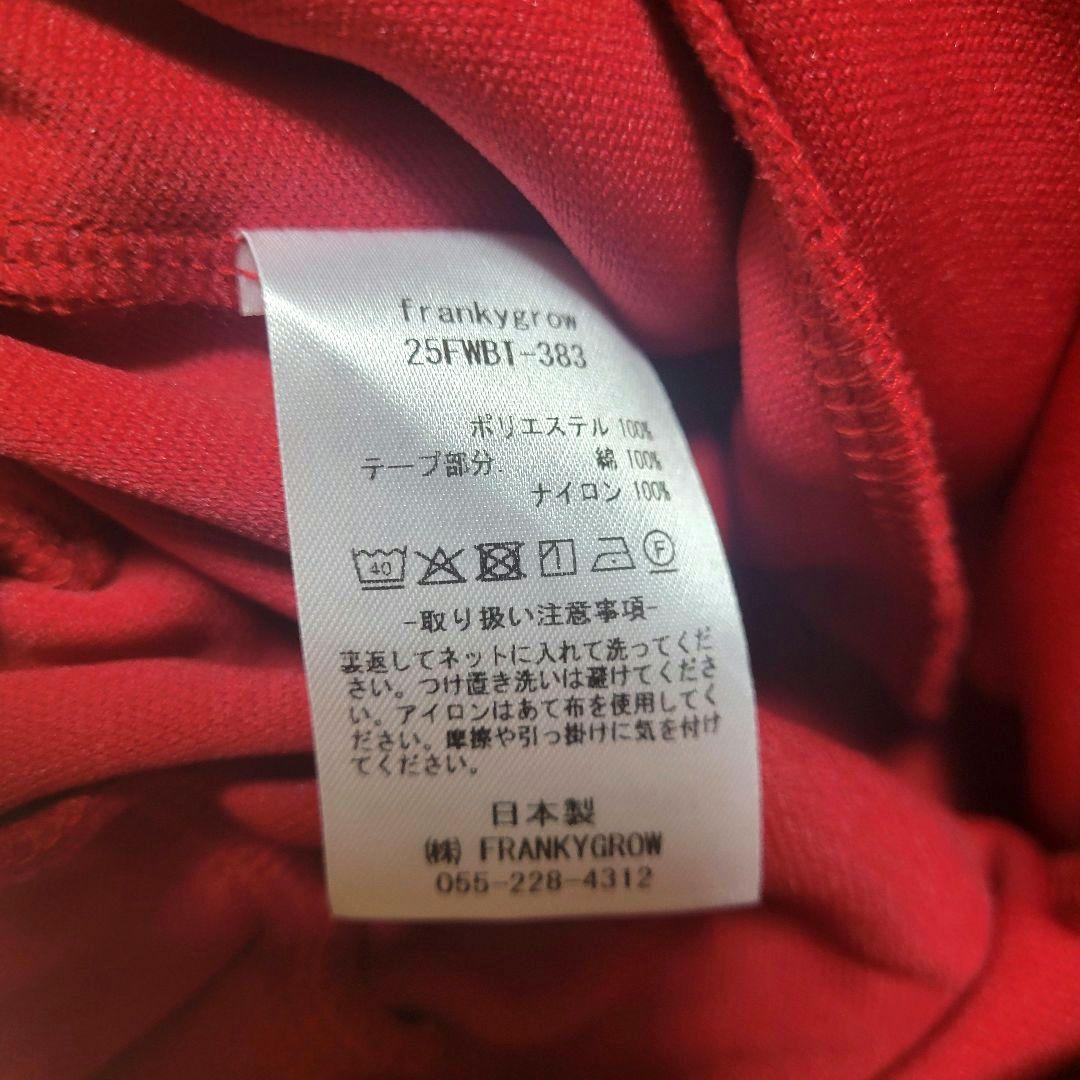 frankygrow
25FWBT-383
ポリエステル 100%
テープ部分. 綿 100%
ナイロン 100%
40 F
-取り扱い注意事項-
裏返してネットに入れて洗ってくだ
さい。つけ置き洗いは避けてくださ
い。アイロンはあて布を使用してく
ださい。摩擦や引っ掛けに気を付け
てください。
日本製
㈱ FRANKYGROW
055-228-4312